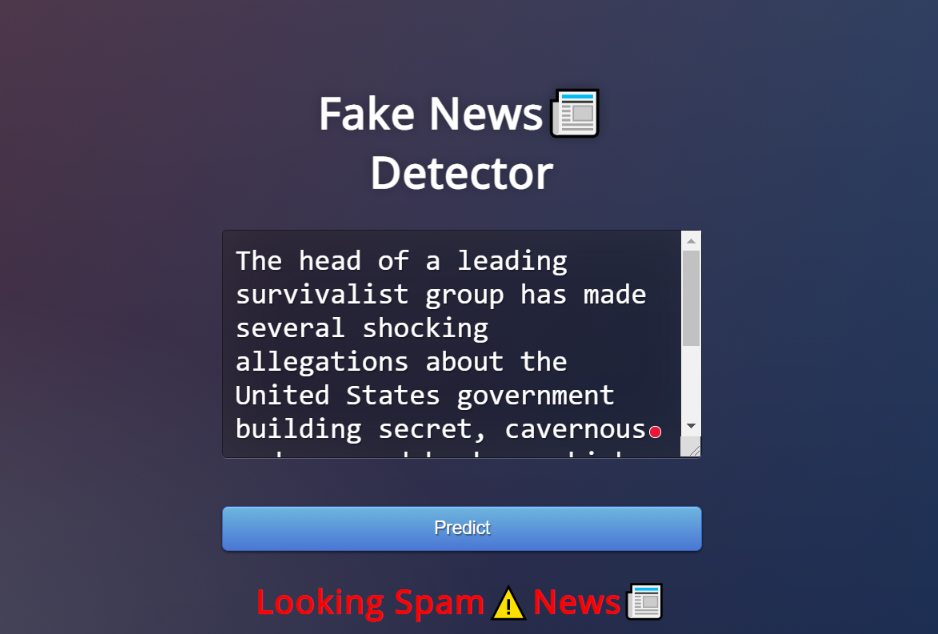 Fake News
Detector
The head of a leading
survivalist group has made
several shocking
allegations about the
United States government
building secret, cavernous
Predict
Looking Spam News